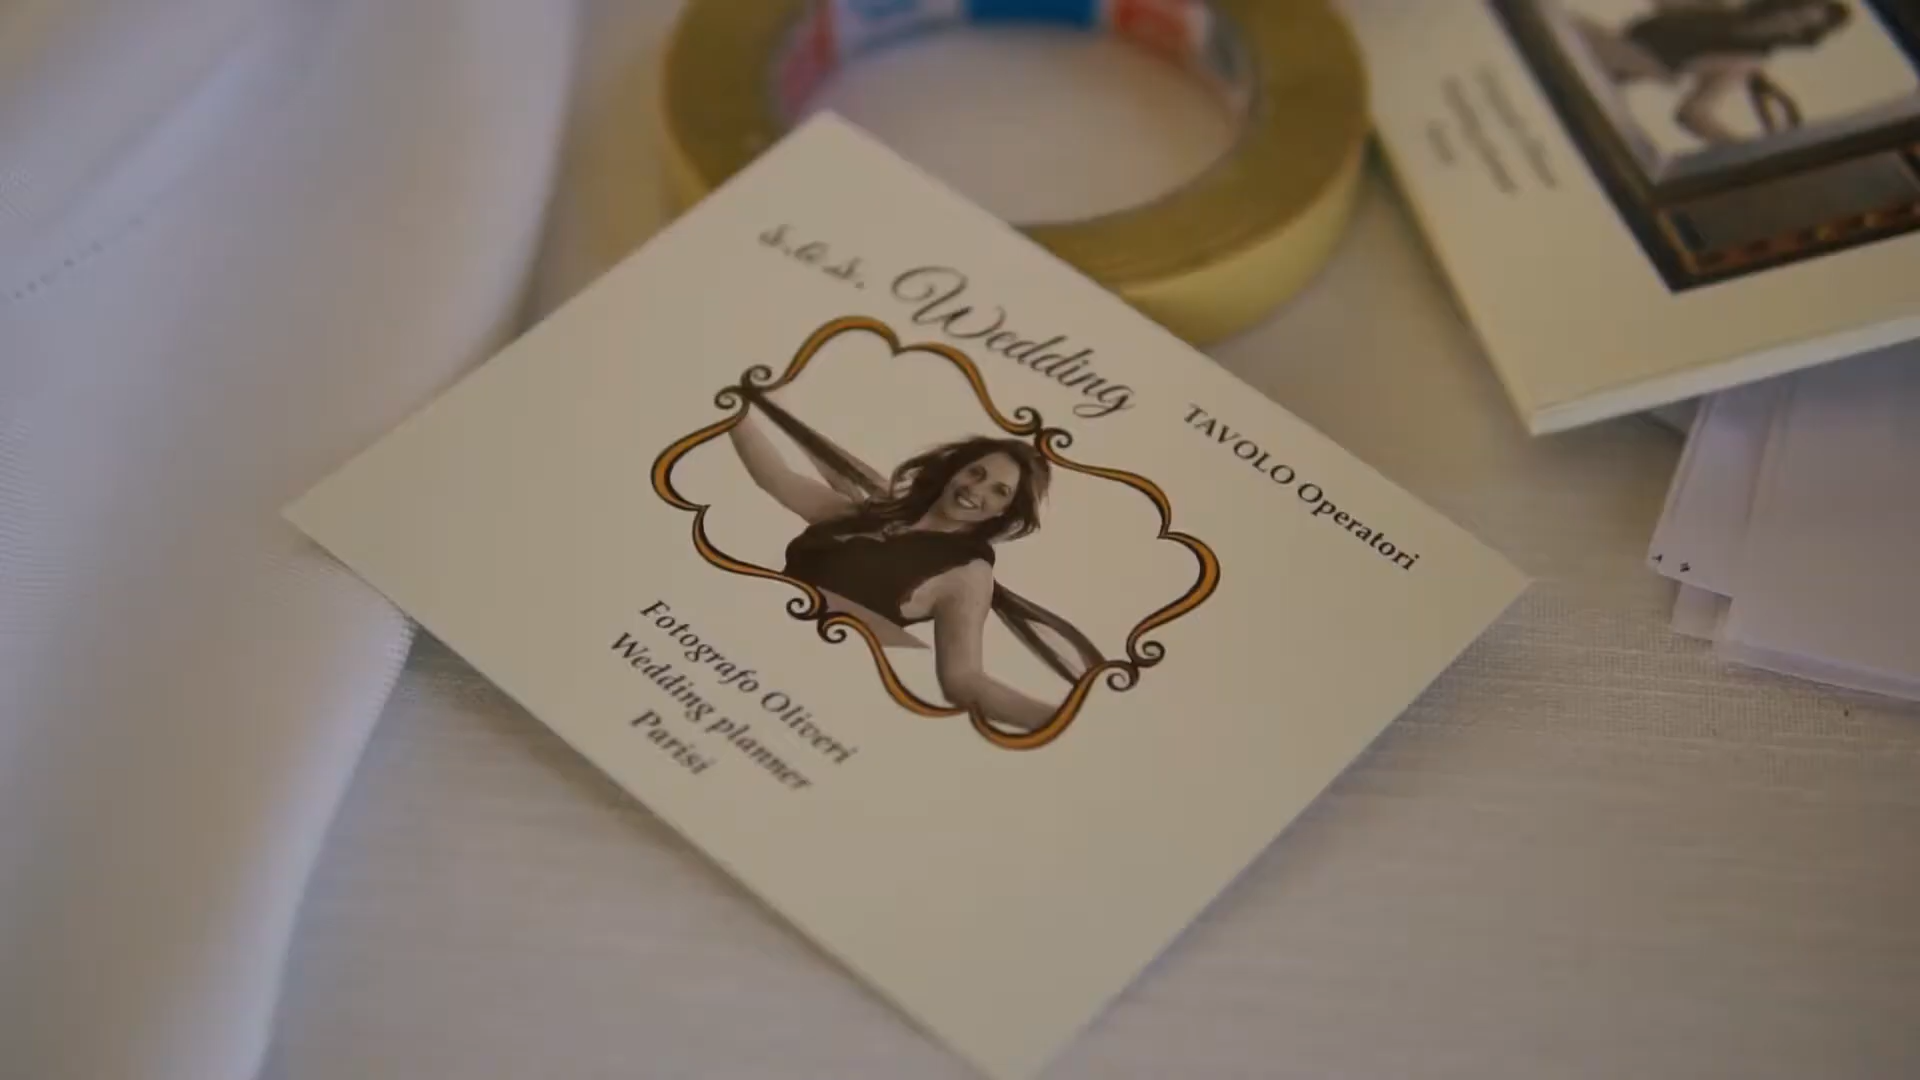 s.o.s. Wedding
TAVOLO Operatori
Fotografo Oliveri
Wedding planner
Parisi